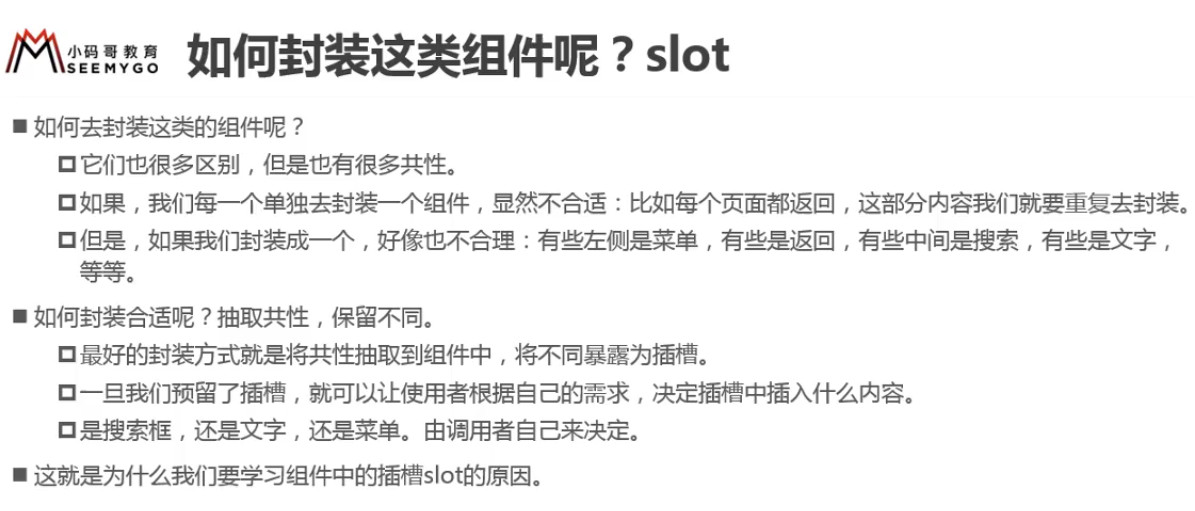 小码哥教育
SEEMYGO
如何封装这类组件呢？slot
如何去封装这类的组件呢？
它们也很多区别，但是也有很多共性。
如果，我们每一个单独去封装一个组件，显然不合适：比如每个页面都返回，这部分内容我们就要重复去封装。
但是，如果我们封装成一个，好像也不合理：有些左侧是菜单，有些是返回，有些中间是搜索，有些是文字，
等等。
如何封装合适呢？抽取共性，保留不同。
最好的封装方式就是将共性抽取到组件中，将不同暴露为插槽。
一旦我们预留了插槽，就可以让使用者根据自己的需求，决定插槽中插入什么内容。
是搜索框，还是文字，还是菜单。由调用者自己来决定。
这就是为什么我们要学习组件中的插槽slot的原因。